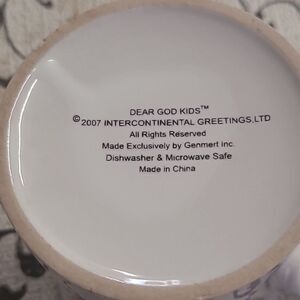 DEAR GOD KIDS™
©2007 INTERCONTINENTAL GREETINGS,LTD
All Rights Reserved
Made Exclusively by Genmert inc.
Dishwasher & Microwave Safe
Made in China